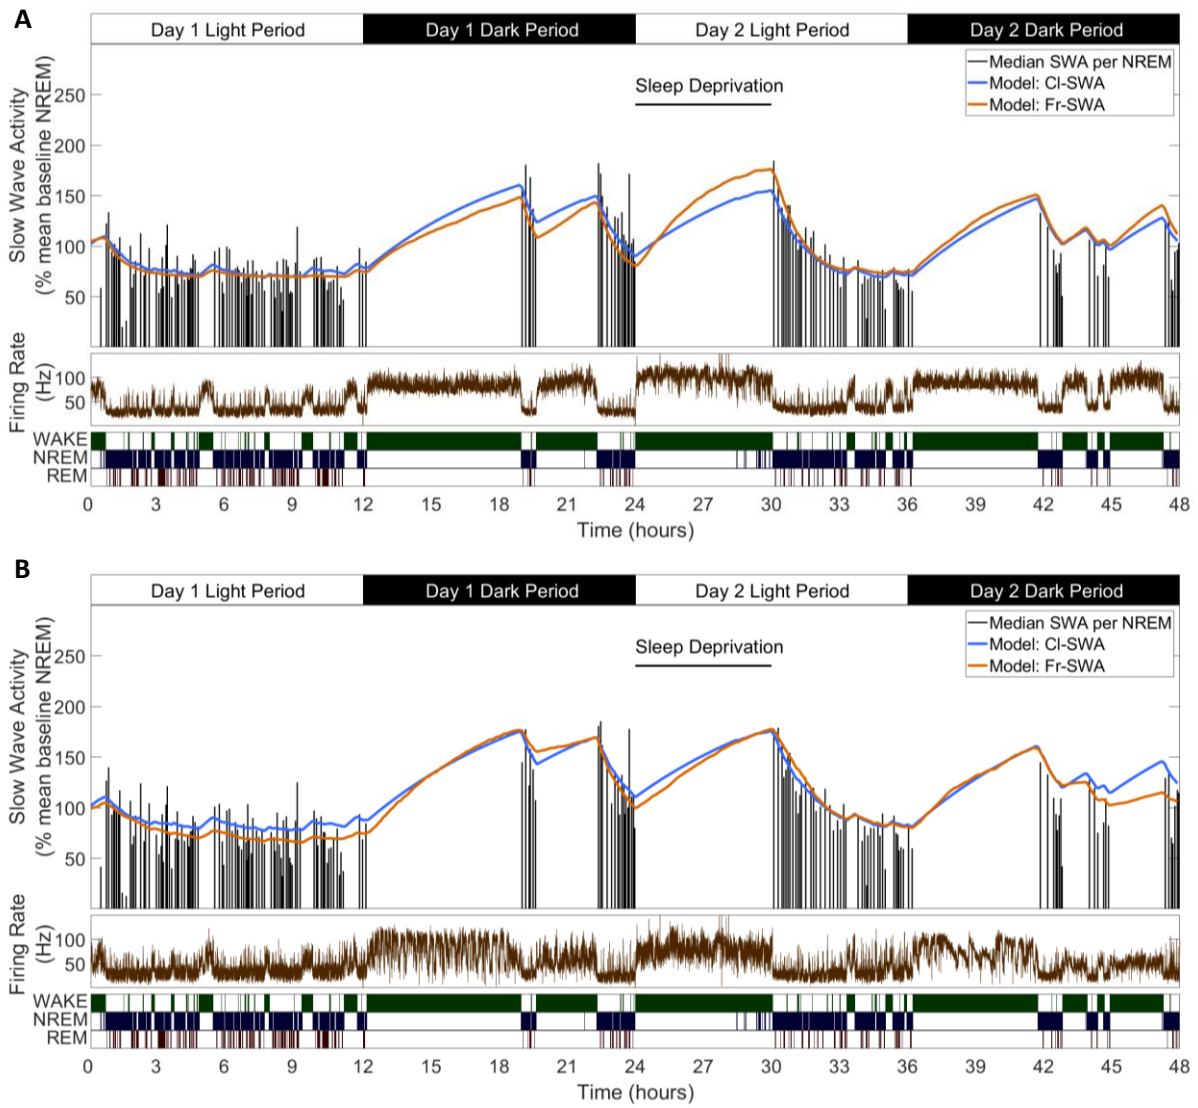 A
Day 1 Light Period Day 1 Dark Period Day 2 Light Period Day 2 Dark Period
Slow Wave Activity
(% mean baseline NREM)
250
200
150
100
50
Sleep Deprivation
Median SWA per NREM
Model: Cl-SWA
Model: Fr-SWA
Firing Rate
(Hz)
100
50
WAKE
NREM
REM
0 3 6 9 12 15 18 21 24 27 30 33 36 39 42 45 48
Time (hours)
B
Day 1 Light Period Day 1 Dark Period Day 2 Light Period Day 2 Dark Period
Slow Wave Activity
(% mean baseline NREM)
250
200
150
100
50
Sleep Deprivation
Median SWA per NREM
Model: Cl-SWA
Model: Fr-SWA
Firing Rate
(Hz)
100
50
WAKE
NREM
REM
0 3 6 9 12 15 18 21 24 27 30 33 36 39 42 45 48
Time (hours)